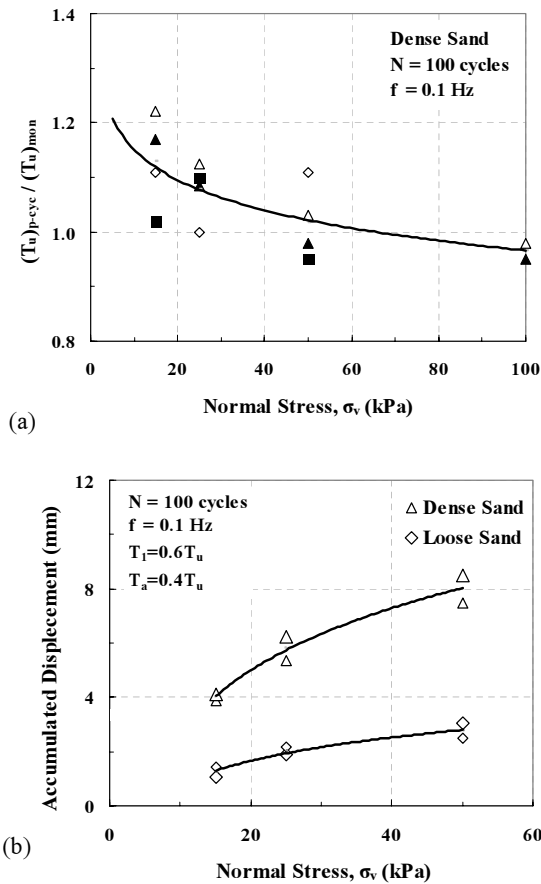 1.4
1.2
1.0
0.8
(Tu)p-cyc / (Tu)mon
Dense Sand
N = 100 cycles
f = 0.1 Hz
0 20 40 60 80 100
Normal Stress, σv (kPa)
(a)
12
8
4
0
Accumulated Displecement (mm)
N = 100 cycles
f = 0.1 Hz
T1=0.6Tu
Ta=0.4Tu
Dense Sand
Loose Sand
0 20 40 60
Normal Stress, σv (kPa)
(b)